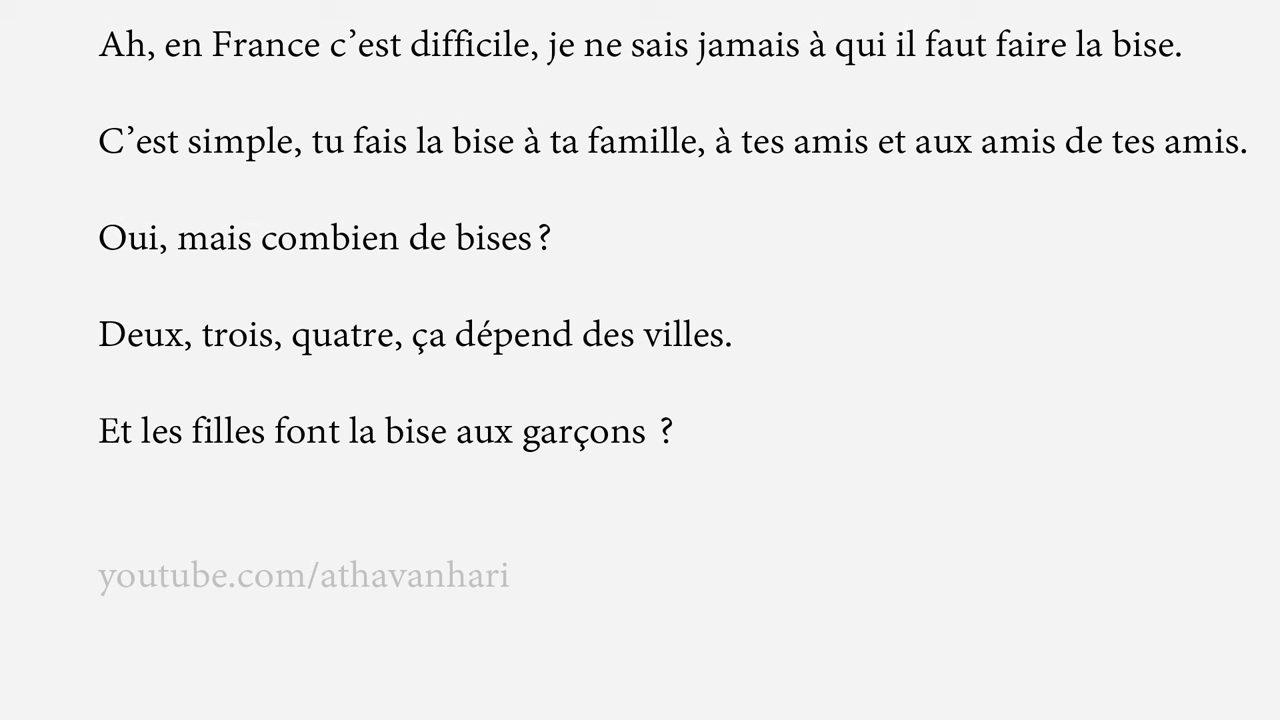 Ah, en France c’est difficile, je ne sais jamais à qui il faut faire la bise.
C’est simple, tu fais la bise à ta famille, à tes amis et aux amis de tes amis.
Oui, mais combien de bises ?
Deux, trois, quatre, ça dépend des villes.
Et les filles font la bise aux garçons ?
youtube.com/athavanhari